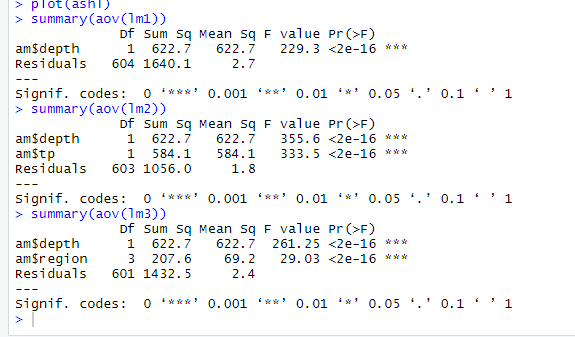 > plot(ash1)
> summary(aov(lm1))
             Df Sum Sq Mean Sq F value Pr(>F)
am$depth      1  622.7   622.7   229.3 <2e-16 ***
Residuals   604 1640.1     2.7
---
Signif. codes:  0 ‘***’ 0.001 ‘**’ 0.01 ‘*’ 0.05 ‘.’ 0.1 ‘ ’ 1
> summary(aov(lm2))
             Df Sum Sq Mean Sq F value Pr(>F)
am$depth      1  622.7   622.7   355.6 <2e-16 ***
am$tp         1  584.1   584.1   333.5 <2e-16 ***
Residuals   603 1056.0     1.8
---
Signif. codes:  0 ‘***’ 0.001 ‘**’ 0.01 ‘*’ 0.05 ‘.’ 0.1 ‘ ’ 1
> summary(aov(lm3))
             Df Sum Sq Mean Sq F value Pr(>F)
am$depth      1  622.7   622.7  261.25 <2e-16 ***
am$region     3  207.6    69.2   29.03 <2e-16 ***
Residuals   601 1432.5     2.4
---
Signif. codes:  0 ‘***’ 0.001 ‘**’ 0.01 ‘*’ 0.05 ‘.’ 0.1 ‘ ’ 1
>